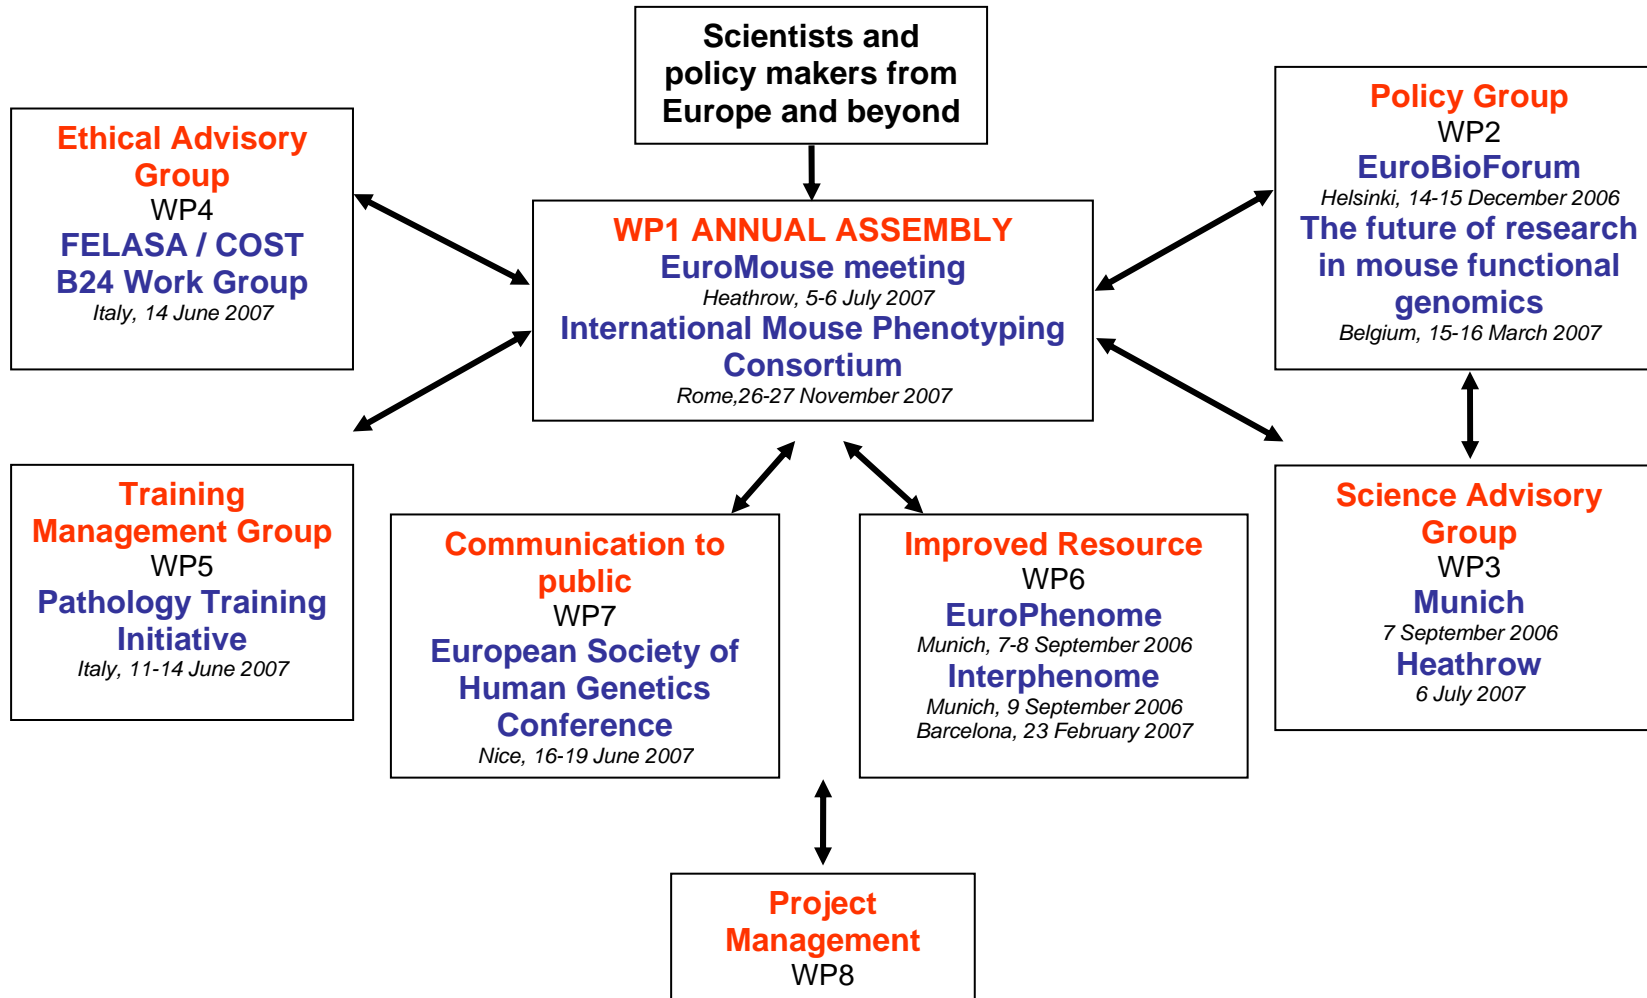 Scientists and
policy makers from
Europe and beyond
Ethical Advisory
Group
WP4
FELASA / COST
B24 Work Group
Italy, 14 June 2007
WP1 ANNUAL ASSEMBLY
EuroMouse meeting
Heathrow, 5-6 July 2007
International Mouse Phenotyping
Consortium
Rome,26-27 November 2007
Policy Group
WP2
EuroBioForum
Helsinki, 14-15 December 2006
The future of research
in mouse functional
genomics
Belgium, 15-16 March 2007
Training
Management Group
WP5
Pathology Training
Initiative
Italy, 11-14 June 2007
Communication to
public
WP7
European Society of
Human Genetics
Conference
Nice, 16-19 June 2007
Improved Resource
WP6
EuroPhenome
Munich, 7-8 September 2006
Interphenome
Munich, 9 September 2006
Barcelona, 23 February 2007
Science Advisory
Group
WP3
Munich
7 September 2006
Heathrow
6 July 2007
Project
Management
WP8